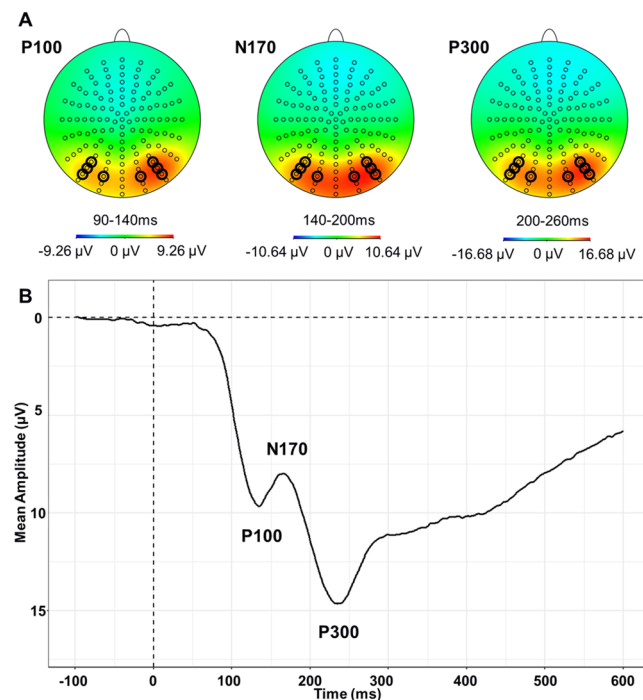 A
P100
N170
P300
90-140ms
140-200ms
200-260ms
-9.26 µV 0 µV 9.26 µV
-10.64 µV 0 µV 10.64 µV
-16.68 µV 0 µV 16.68 µV
B
Mean Amplitude (µV)
0
5
10
15
N170
P100
P300
-100 0 100 200 300 400 500 600
Time (ms)